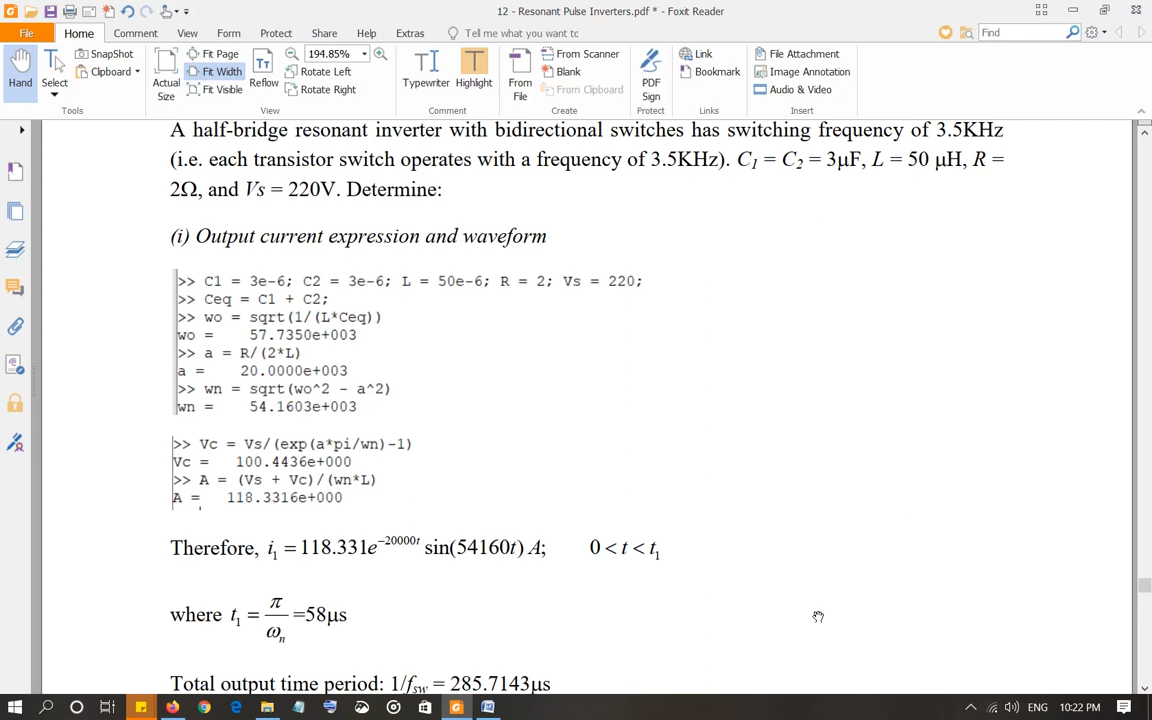 12 - Resonant Pulse Inverters.pdf * - Foxit Reader
File Home Comment View Form Protect Share Help Extras Tell me what you want to Find
Hand Select SnapShot Clipboard Actual Size Fit Page Fit Width Fit Visible Reflow 194.85% Rotate Left Rotate Right Typewriter Highlight From File From Scanner Blank From Clipboard PDF Sign Link Bookmark File Attachment Image Annotation Audio & Video
Tools View Comment Create Protect Links Insert
A half-bridge resonant inverter with bidirectional switches has switching frequency of 3.5KHz
(i.e. each transistor switch operates with a frequency of 3.5KHz). C1 = C2 = 3μF, L = 50 μH, R =
2Ω, and Vs = 220V. Determine:
(i) Output current expression and waveform
>> C1 = 3e-6; C2 = 3e-6; L = 50e-6; R = 2; Vs = 220;
>> Ceq = C1 + C2;
>> wo = sqrt(1/(L*Ceq))
wo = 57.7350e+003
>> a = R/(2*L)
a = 20.0000e+003
>> wn = sqrt(wo^2 - a^2)
wn = 54.1603e+003
>> Vc = Vs/(exp(a*pi/wn)-1)
Vc = 100.4436e+000
>> A = (Vs + Vc)/(wn*L)
A = 118.3316e+000
Therefore, i₁ = 118.331e^(−20000t) sin(54160t) A; 0 < t < t₁
where t₁ = π/ωₙ =58μs
Total output time period: 1/fsw = 285.7143μs
ENG 10:22 PM